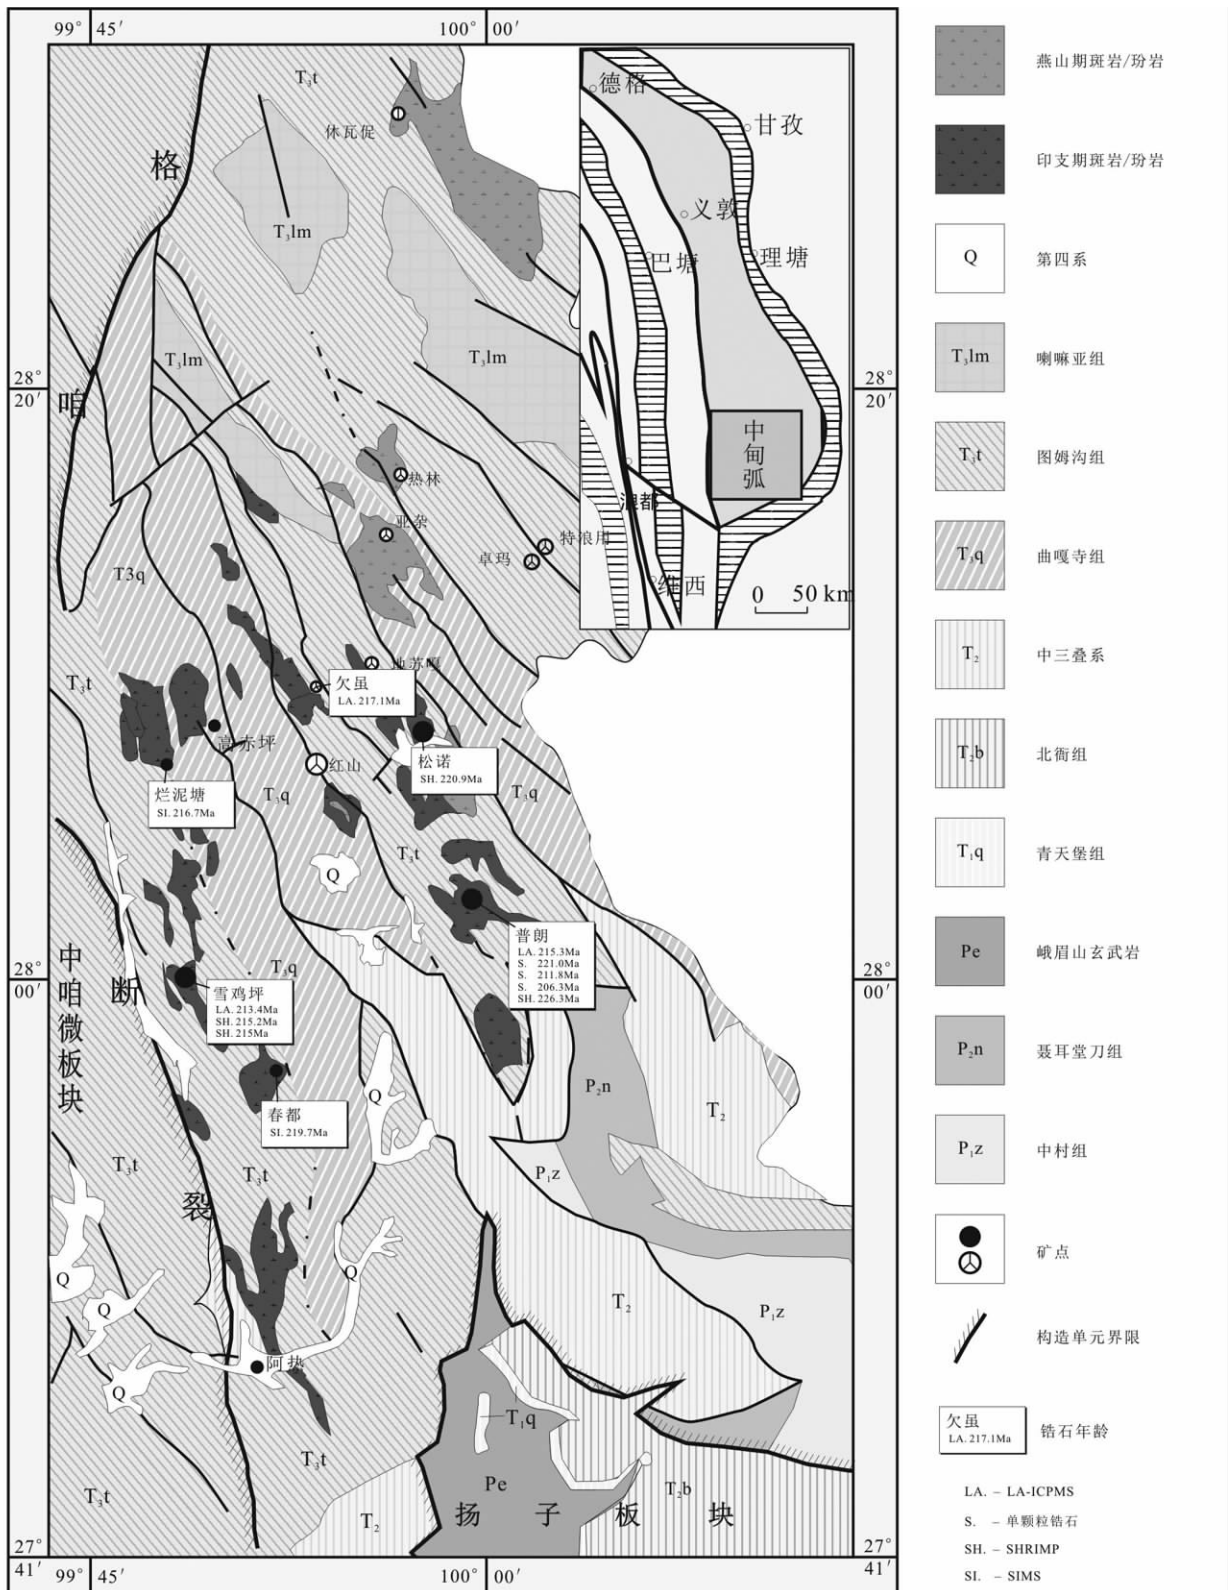 99° 45′
100° 00′
T₃t
休瓦促
德格
甘孜
格
T₃lm
义敦
巴塘
理塘
T₃lm
T₃lm
28° 20′
28° 20′
咱
中甸弧
热林
浪都
亚杂
特狼用
卓玛
T3q
维西
0 50 km
T₃t
欠虽
LA. 217.1Ma
高赤坪
松诺
SH. 220.9Ma
红山
烂泥塘
SI. 216.7Ma
T₃q
T₃q
T₃t
Q
普朗
LA. 215.3Ma
S. 221.0Ma
S. 211.8Ma
S. 206.3Ma
SH. 226.3Ma
中咱微板块
断
T₃q
28° 00′
28° 00′
雪鸡坪
LA. 213.4Ma
SH. 215.2Ma
SH. 215Ma
P₂n
Q
T₂
春都
SI. 219.7Ma
T₃t
T₃t
P₁z
裂
Q
Q
Q
T₂
P₁z
阿热
Q
T₁q
T₃t
T₃t
Pe
T₂b
T₂
扬子板块
27° 41′
27° 41′
99° 45′
100° 00′
燕山期斑岩/玢岩
印支期斑岩/玢岩
Q 第四系
T₃lm 喇嘛亚组
T₃t 图姆沟组
T₃q 曲嘎寺组
T₂ 中三叠系
T₂b 北衙组
T₁q 青天堡组
Pe 峨眉山玄武岩
P₂n 聂耳堂刀组
P₁z 中村组
矿点
构造单元界限
欠虽
LA. 217.1Ma
锆石年龄
LA. – LA-ICPMS
S. – 单颗粒锆石
SH. – SHRIMP
SI. – SIMS